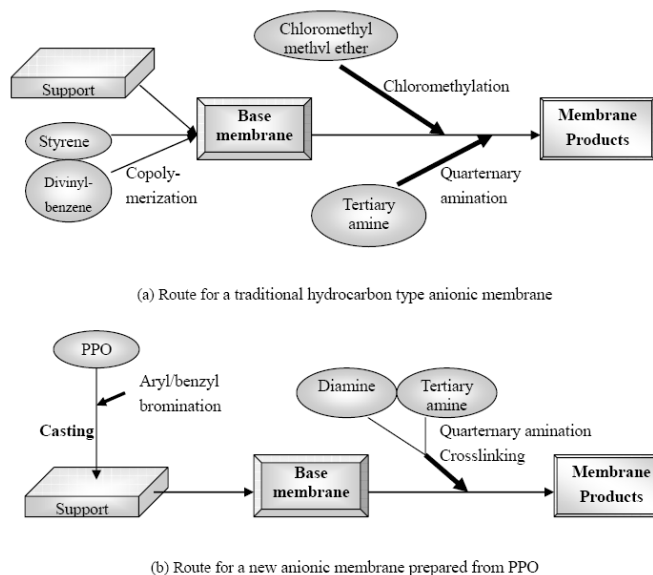 Chloromethyl
methyl ether
Chloromethylation
Support
Base
membrane
Membrane
Products
Styrene
Divinyl-
benzene
Copoly-
merization
Quarternary
amination
Tertiary
amine
(a) Route for a traditional hydrocarbon type anionic membrane
PPO
Aryl/benzyl
bromination
Casting
Diamine
Tertiary
amine
Quarternary amination
Crosslinking
Support
Base
membrane
Membrane
Products
(b) Route for a new anionic membrane prepared from PPO